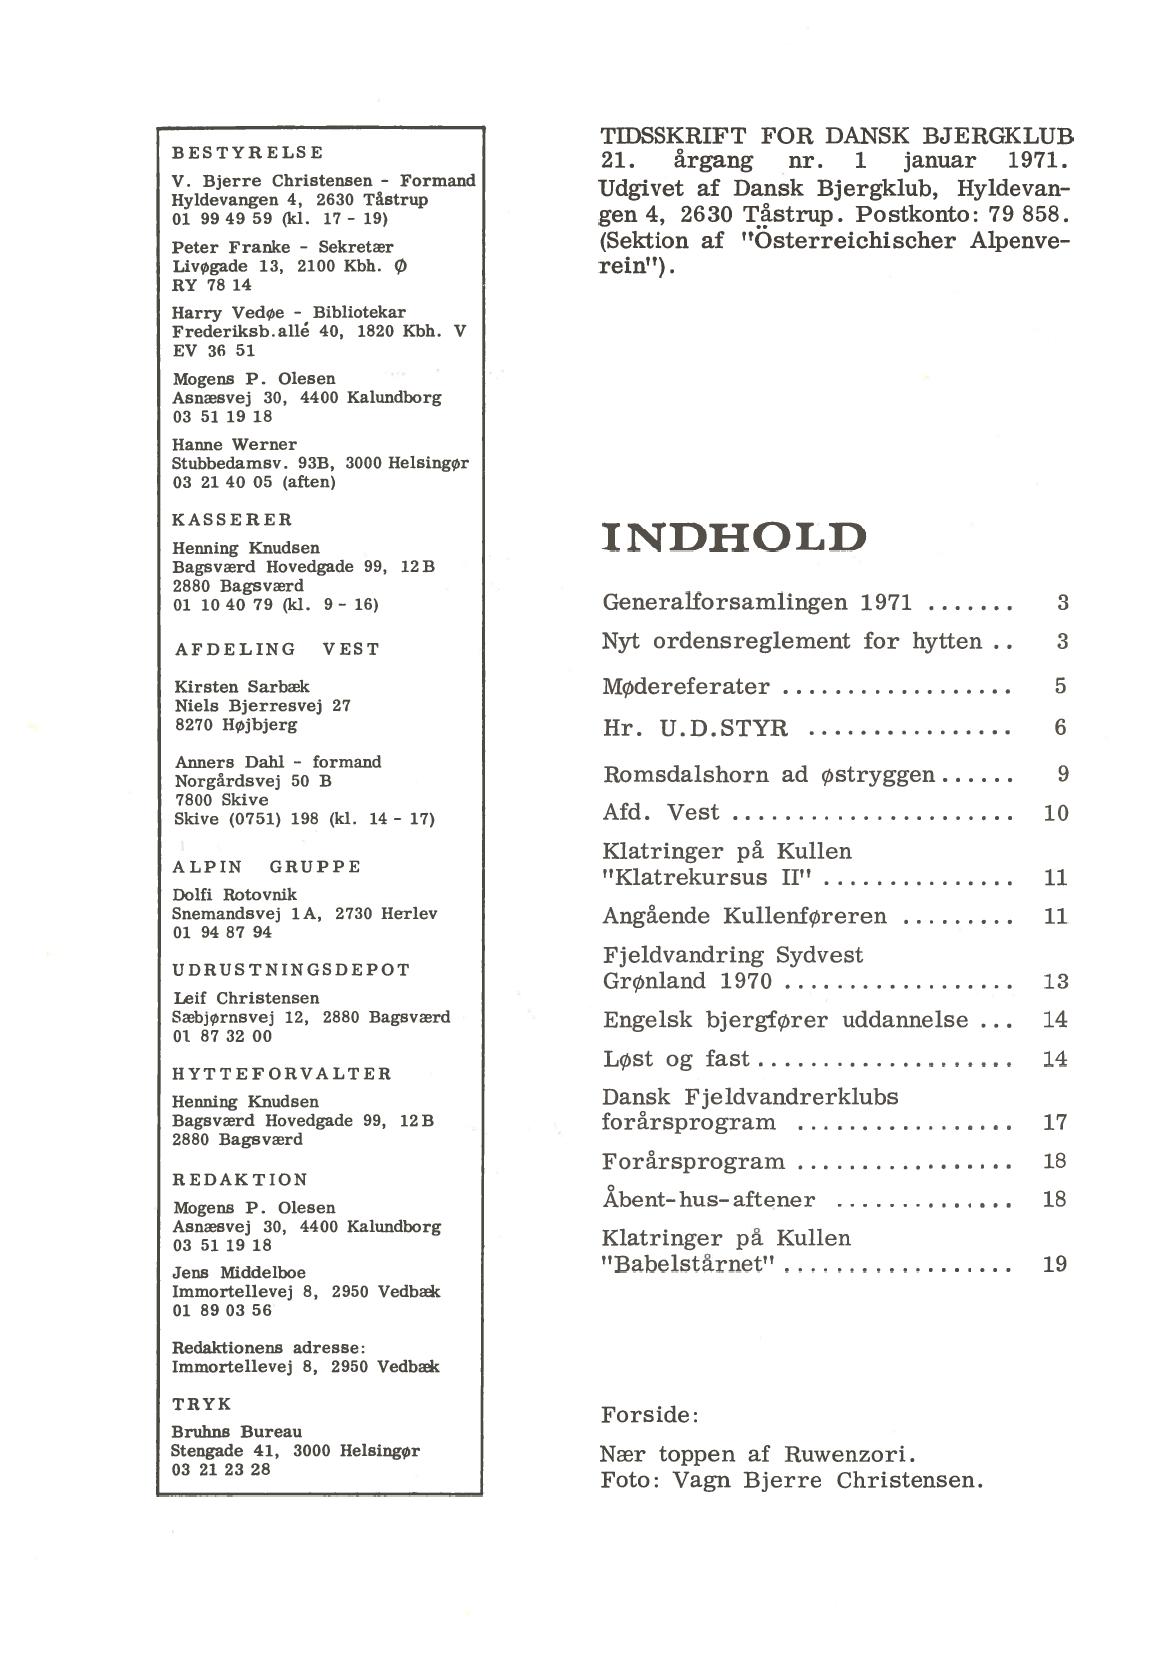 BESTYRELSE
V. Bjerre Christensen - Formand
Hyldevangen 4, 2630 Tåstrup
01 99 49 59 (kl. 17 - 19)
Peter Franke - Sekretær
Livøgade 13, 2100 Kbh. Ø
RY 78 14
Harry Vedøe - Bibliotekar
Frederiksb.allé 40, 1820 Kbh. V
EV 36 51
Mogens P. Olesen
Asnæsvej 30, 4400 Kalundborg
03 51 19 18
Hanne Werner
Stubbedamsv. 93B, 3000 Helsingør
03 21 40 05 (aften)
KASSERER
Henning Knudsen
Bagsværd Hovedgade 99, 12B
2880 Bagsværd
01 10 40 79 (kl. 9 - 16)
AFDELING VEST
Kirsten Sarbæk
Niels Bjerresvej 27
8270 Højbjerg
Anners Dahl - formand
Norgårdsvej 50 B
7800 Skive
Skive (0751) 198 (kl. 14 - 17)
ALPIN GRUPPE
Dolfi Rotovnik
Snemandsvej 1A, 2730 Herlev
01 94 87 94
UDRUSTNINGSDEPOT
Leif Christensen
Sæbjørnsvej 12, 2880 Bagsværd
01 87 32 00
HYTTEFORVALTER
Henning Knudsen
Bagsværd Hovedgade 99, 12B
2880 Bagsværd
REDAKTION
Mogens P. Olesen
Asnæsvej 30, 4400 Kalundborg
03 51 19 18
Jens Middelboe
Immortellevej 8, 2950 Vedbæk
01 89 03 56
Redaktionens adresse:
Immortellevej 8, 2950 Vedbæk
TRYK
Bruhns Bureau
Stengade 41, 3000 Helsingør
03 21 23 28
TIDSSKRIFT FOR DANSK BJERGKLUB
21. årgang nr. 1 januar 1971.
Udgivet af Dansk Bjergklub, Hyldevan-
gen 4, 2630 Tåstrup. Postkonto: 79 858.
(Sektion af "Österreichischer Alpenve-
rein").
INDHOLD
Generalforsamlingen 1971 ....... 3
Nyt ordensreglement for hytten .. 3
Mødereferater .................. 5
Hr. U.D.STYR ................ 6
Romsdalshorn ad østryggen ...... 9
Afd. Vest ...................... 10
Klatringer på Kullen
"Klatrekursus II" ............... 11
Angående Kullenføreren ......... 11
Fjeldvandring Sydvest
Grønland 1970 .................. 13
Engelsk bjergfører uddannelse ... 14
Løst og fast .................... 14
Dansk Fjeldvandrerklubs
forårsprogram ................. 17
Forårsprogram ................. 18
Åbent-hus-aftener .............. 18
Klatringer på Kullen
"Babelstårnet" .................. 19
Forside:
Nær toppen af Ruwenzori.
Foto: Vagn Bjerre Christensen.